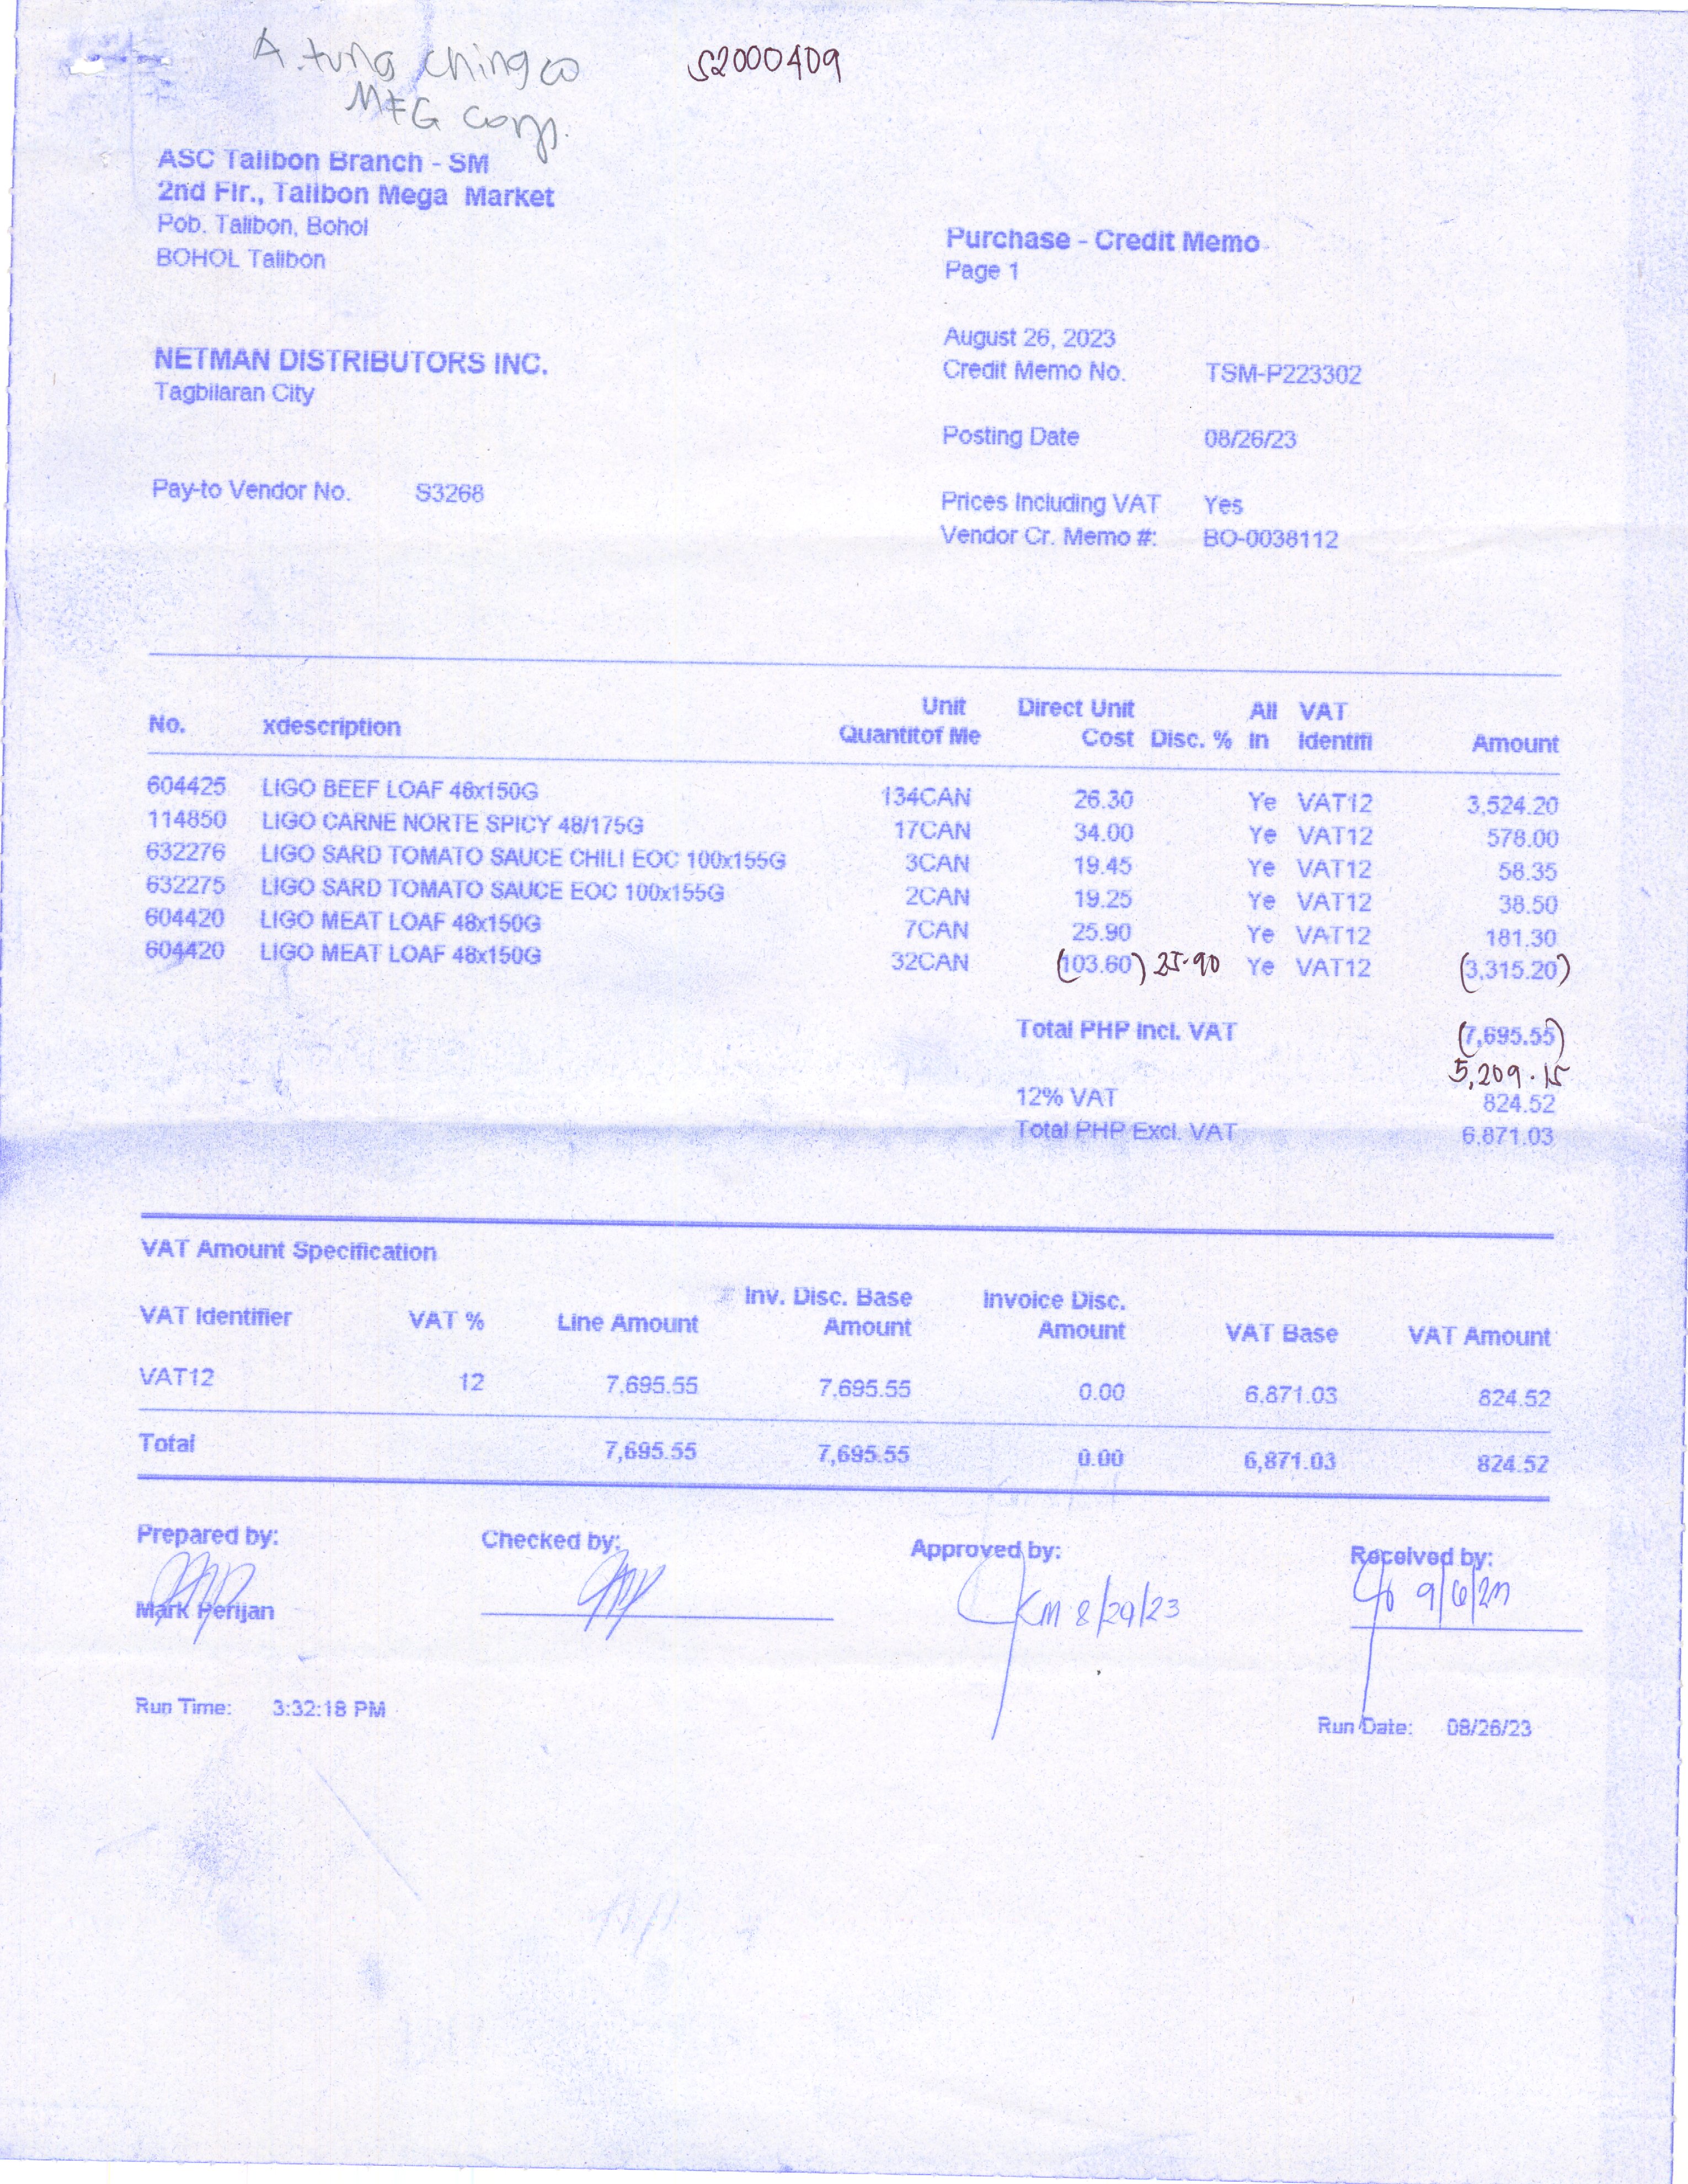 A. tung ching co
MFG corp.
S2000409
ASC Talibon Branch - SM
2nd Flr., Talibon Mega Market
Pob. Talibon, Bohol
BOHOL Talibon
Purchase - Credit Memo
Page 1
August 26, 2023
NETMAN DISTRIBUTORS INC.
Tagbilaran City
Credit Memo No. TSM-P223302
Posting Date 08/26/23
Pay-to Vendor No. S3268
Prices Including VAT Yes
Vendor Cr. Memo #: BO-0038112
Unit Direct Unit All VAT
No. xdescription Quantitof Me Cost Disc. % In Identifi Amount
604425 LIGO BEEF LOAF 48x150G 134CAN 26.30 Ye VAT12 3,524.20
114850 LIGO CARNE NORTE SPICY 48/175G 17CAN 34.00 Ye VAT12 578.00
632276 LIGO SARD TOMATO SAUCE CHILI EOC 100x155G 3CAN 19.45 Ye VAT12 58.35
632275 LIGO SARD TOMATO SAUCE EOC 100x155G 2CAN 19.25 Ye VAT12 38.50
604420 LIGO MEAT LOAF 48x150G 7CAN 25.90 Ye VAT12 181.30
604420 LIGO MEAT LOAF 48x150G 32CAN (103.60) 25.90 Ye VAT12 (3,315.20)
Total PHP Incl. VAT (7,695.55)
5,209.15
12% VAT 824.52
Total PHP Excl. VAT 6,871.03
VAT Amount Specification
Inv. Disc. Base Invoice Disc.
VAT Identifier VAT % Line Amount Amount Amount VAT Base VAT Amount
VAT12 12 7,695.55 7,695.55 0.00 6,871.03 824.52
Total 7,695.55 7,695.55 0.00 6,871.03 824.52
Prepared by: Checked by: Approved by: Received by:
Mark Perijan
KM 8/29/23
9/6/23
Run Time: 3:32:18 PM
Run Date: 08/26/23